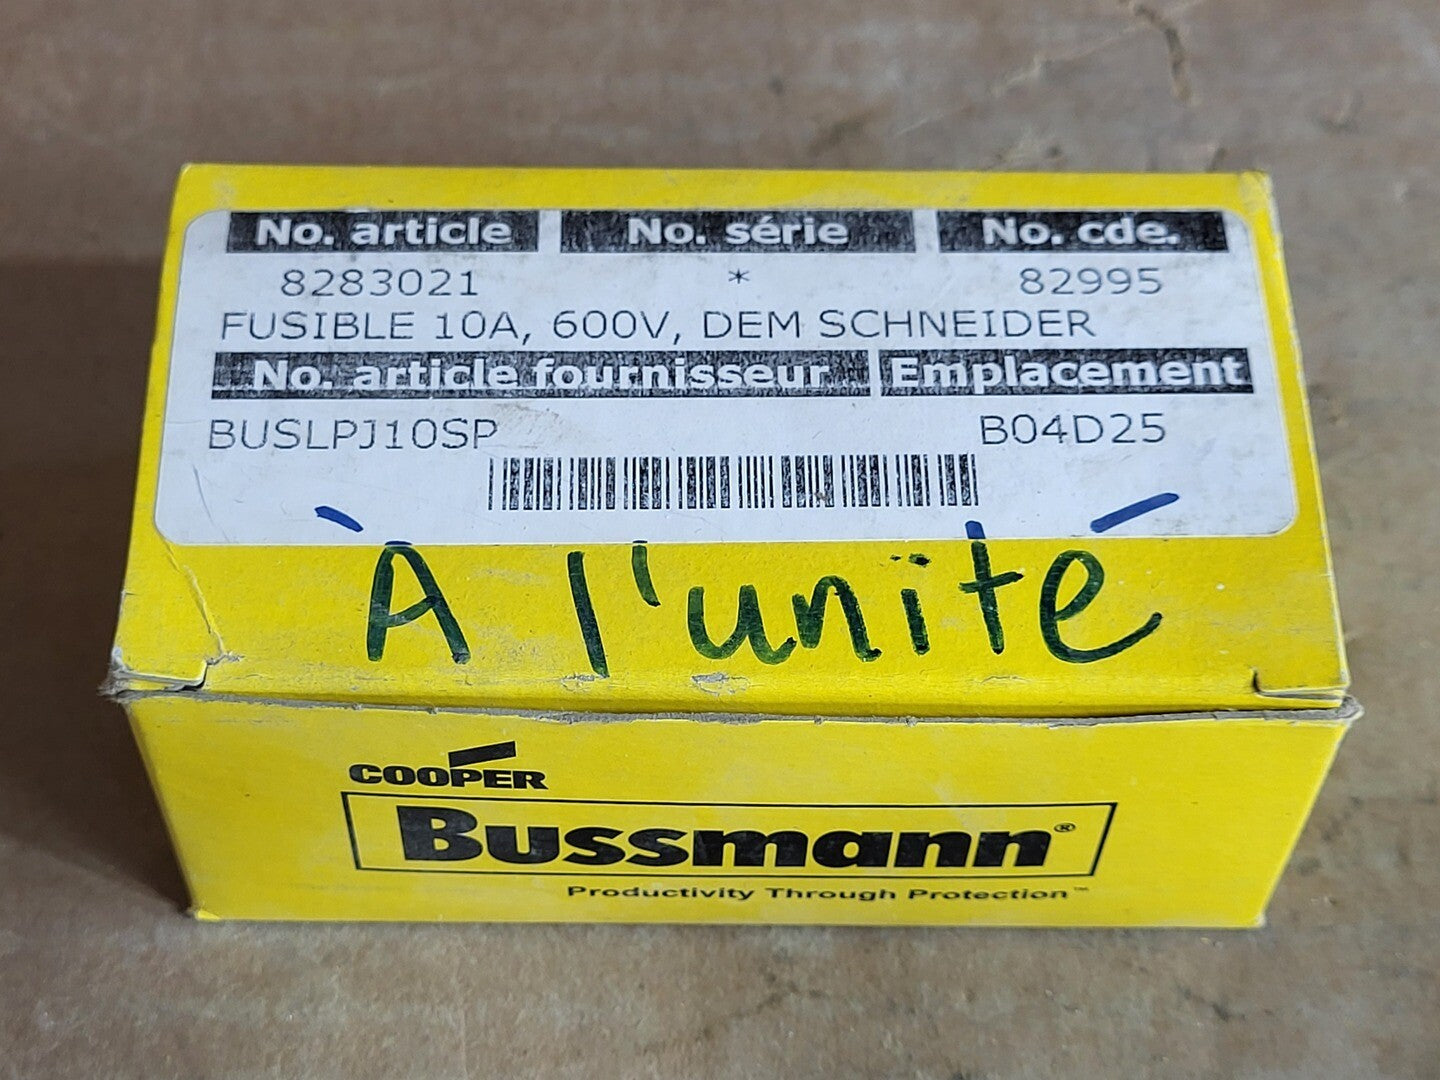 No. article No. série No. cde.
8283021 * 82995
FUSIBLE 10A, 600V, DEM SCHNEIDER
No. article fournisseur Emplacement
BUSLPJ10SP B04D25
À l'unité
COOPER
Bussmann®
Productivity Through Protection™